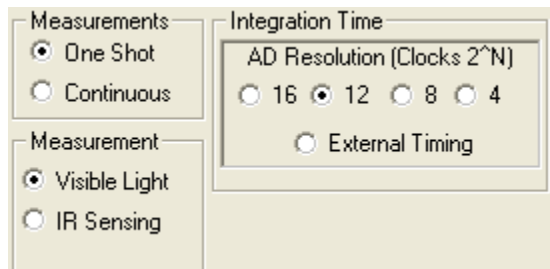 Measurements
One Shot
Continuous
Measurement
Visible Light
IR Sensing
Integration Time
AD Resolution (Clocks 2^N)
16 12 8 4
External Timing